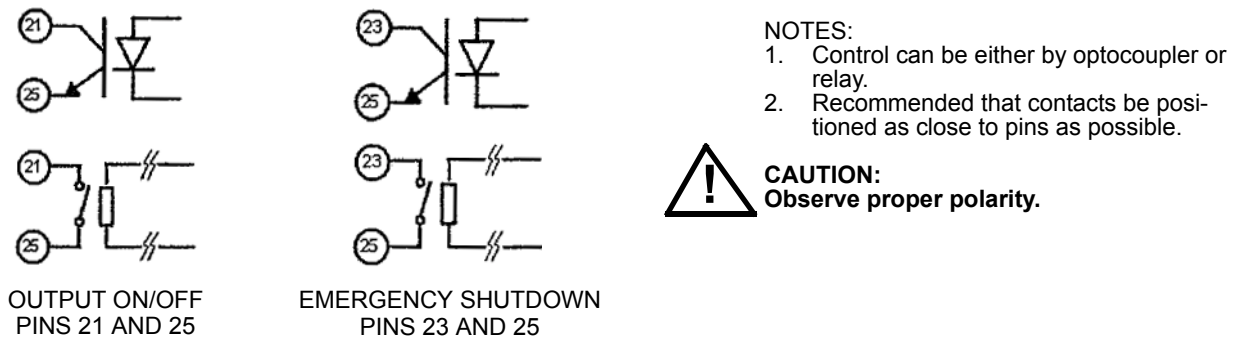 21
25
21
25
OUTPUT ON/OFF
PINS 21 AND 25
23
25
23
25
EMERGENCY SHUTDOWN
PINS 23 AND 25
NOTES:
1. Control can be either by optocoupler or
relay.
2. Recommended that contacts be posi-
tioned as close to pins as possible.
!
CAUTION:
Observe proper polarity.